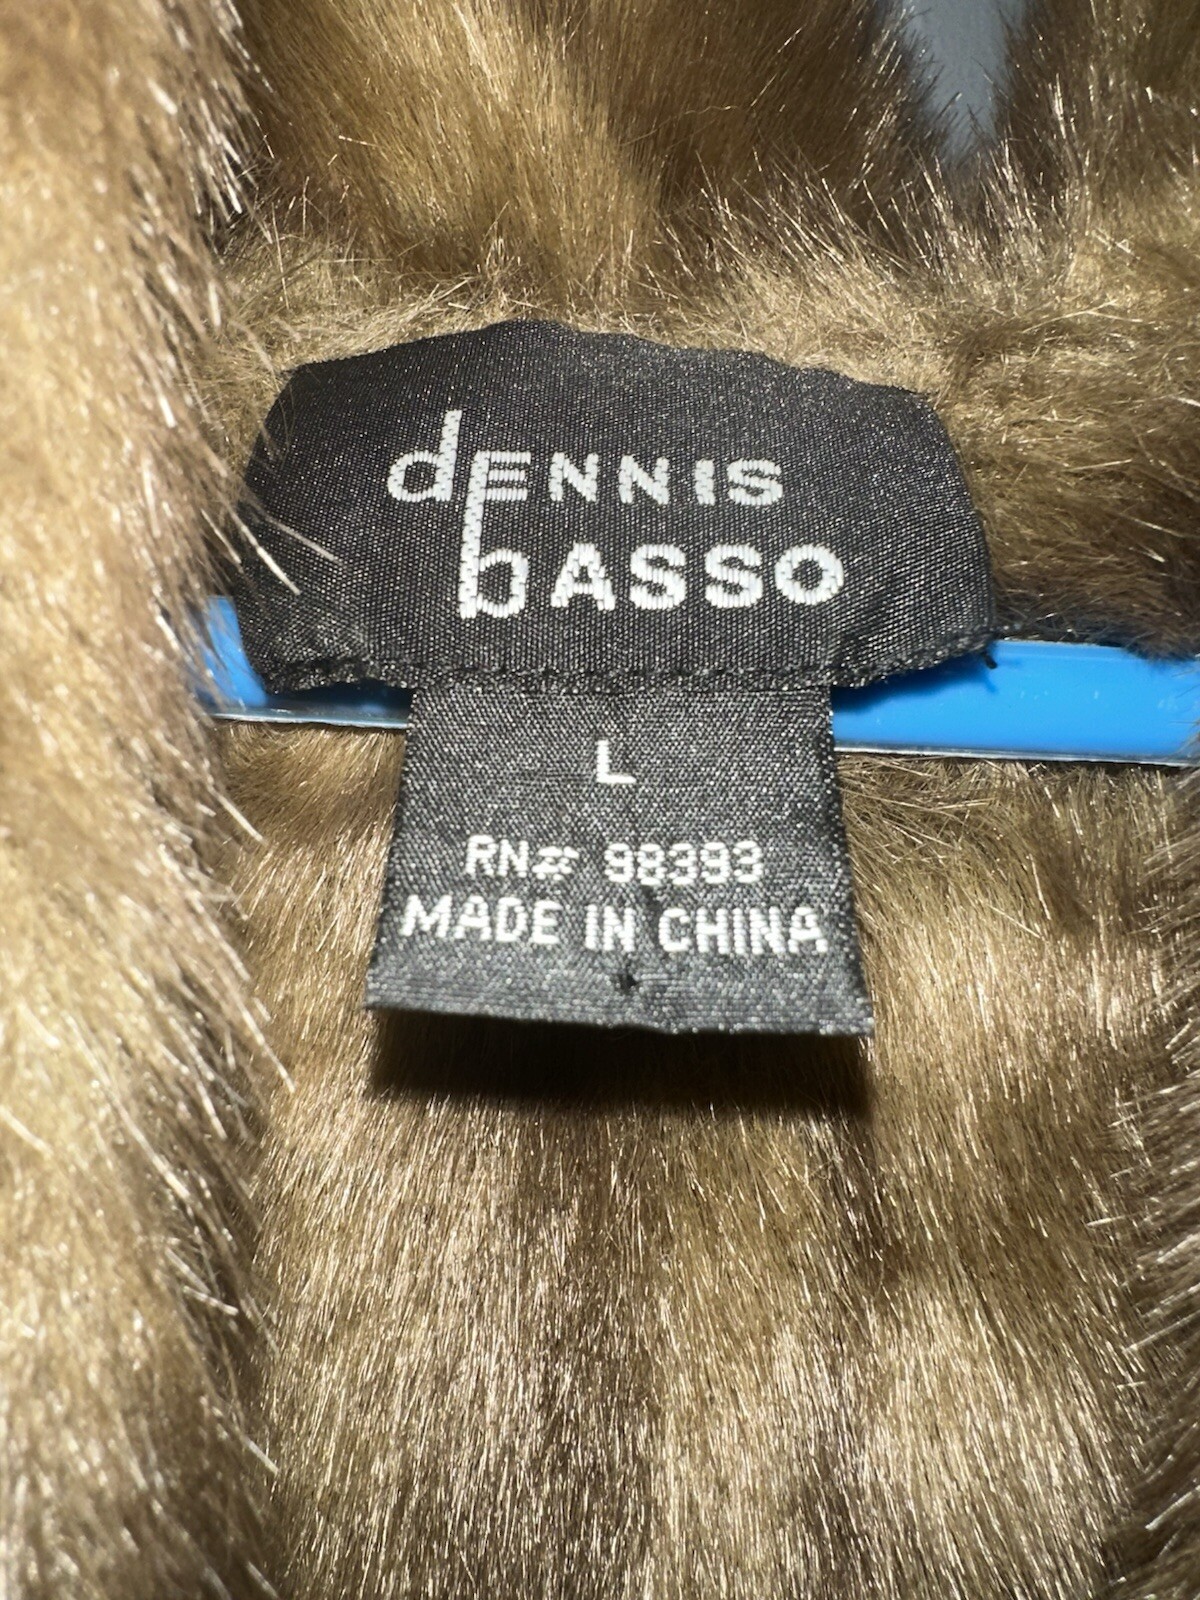 dENNIS
bASSO
L
RN# 98393
MADE IN CHINA